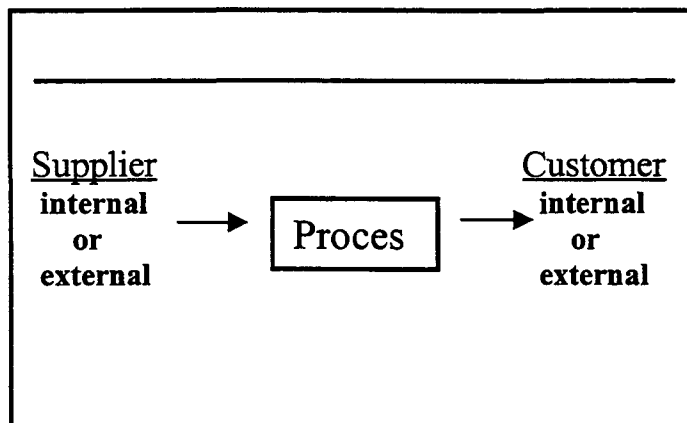 Supplier
internal
or
external
Proces
Customer
internal
or
external